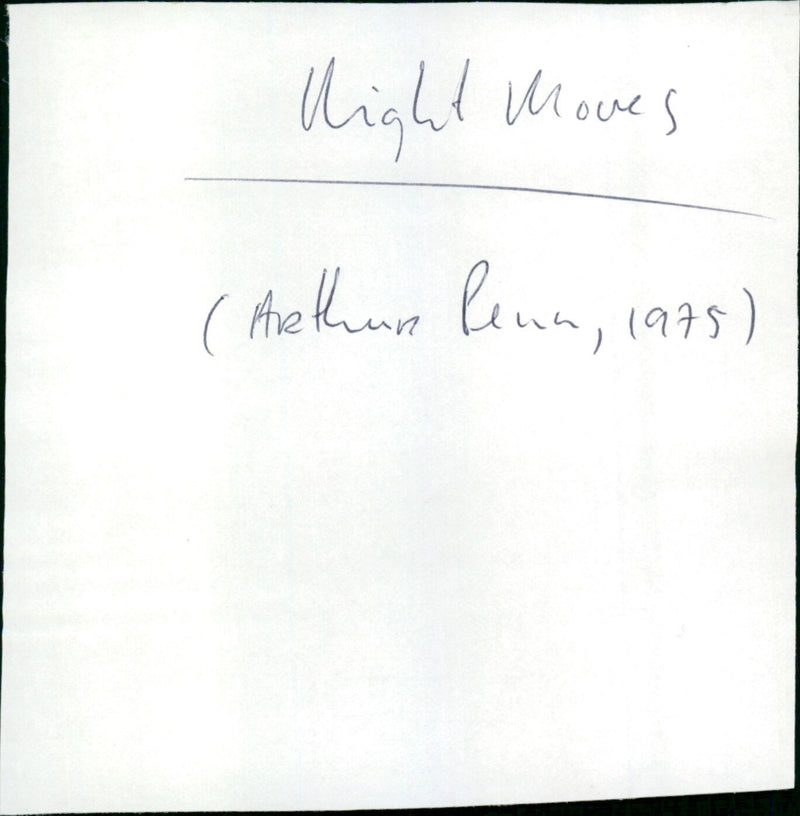 Night Moves
(Arthur Penn, 1975)